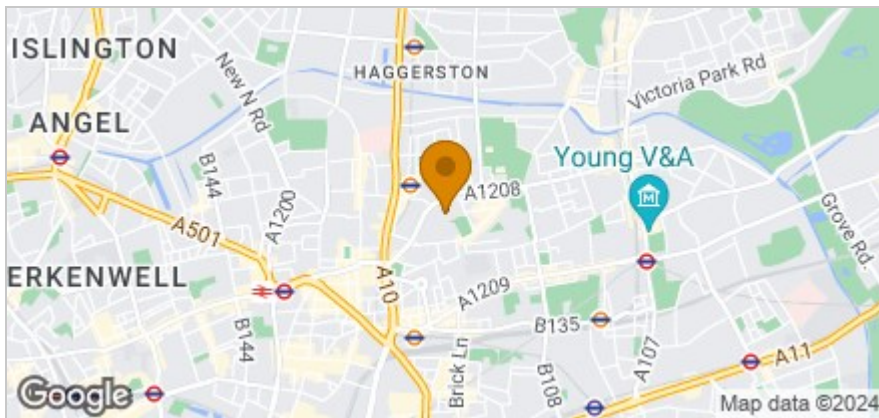 ISLINGTON
HAGGERSTON
Victoria Park Rd
New N Rd
ANGEL
B144
A1200
Young V&A
A1208
M
Grove Rd.
A501
ERKENWELL
A10
A1209
B144
B135
A107
A11
Brick Ln
B108
Google
Map data ©2024